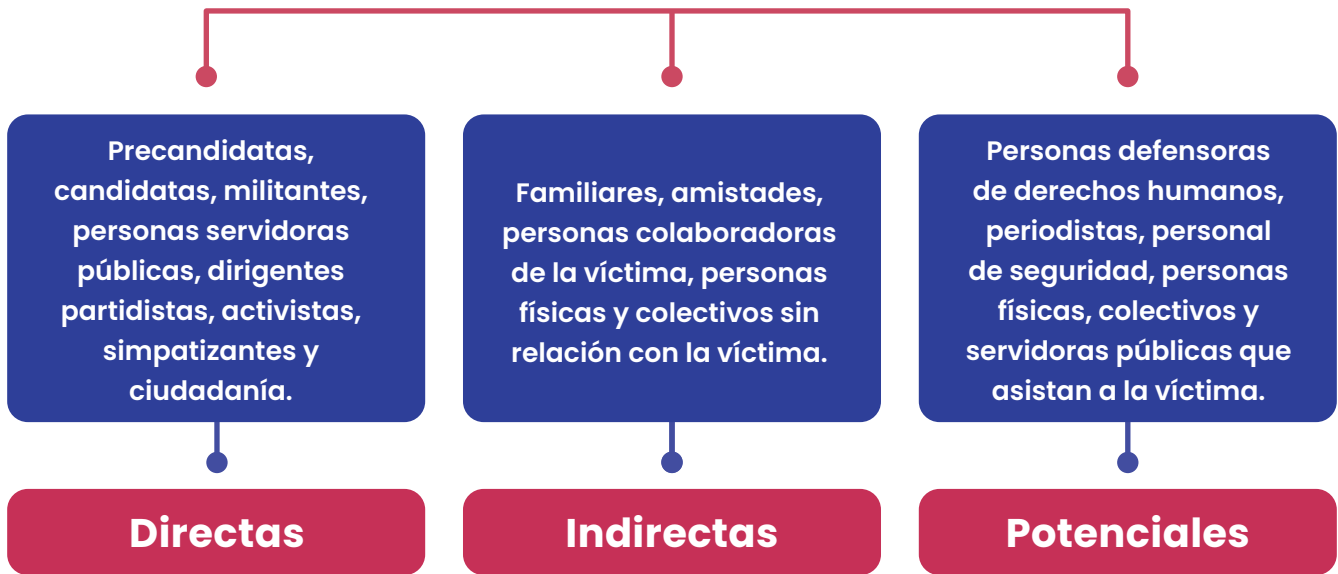 Precandidatas,
candidatas, militantes,
personas servidoras
públicas, dirigentes
partidistas, activistas,
simpatizantes y
ciudadanía.
Directas
Familiares, amistades,
personas colaboradoras
de la víctima, personas
físicas y colectivos sin
relación con la víctima.
Indirectas
Personas defensoras
de derechos humanos,
periodistas, personal
de seguridad, personas
físicas, colectivos y
servidoras públicas que
asistan a la víctima.
Potenciales